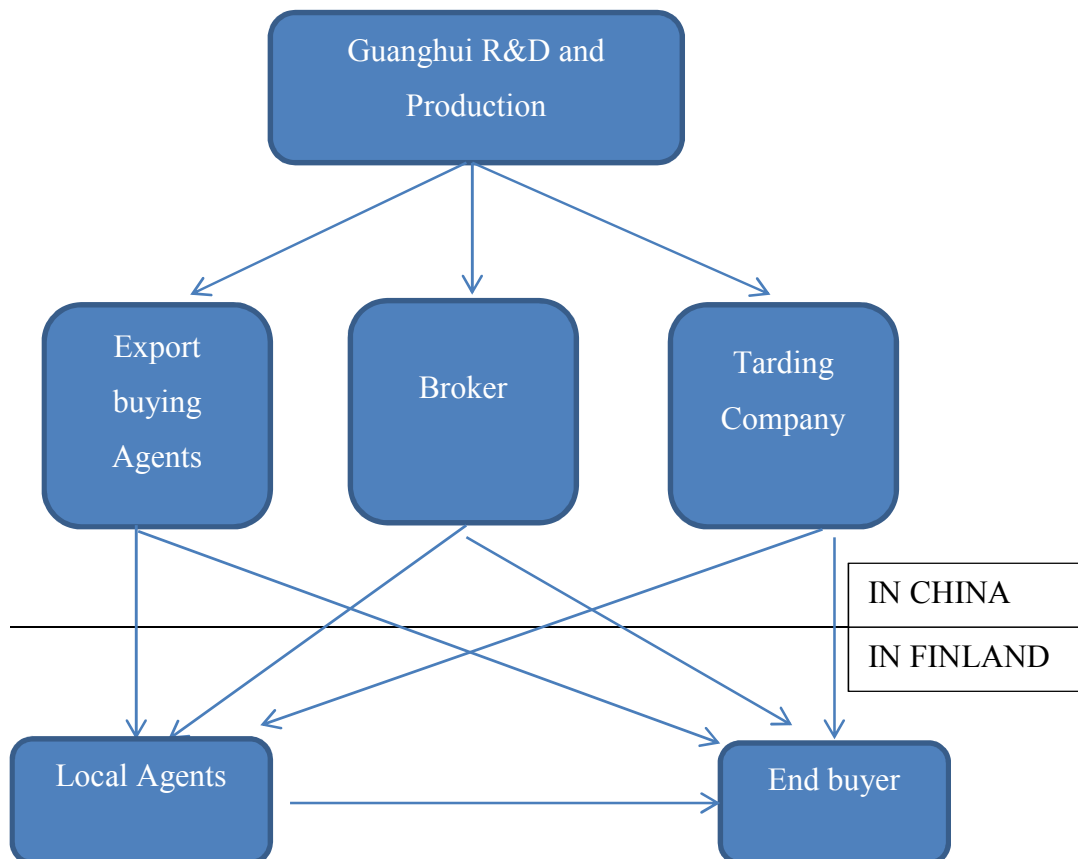 Guanghui R&D and
Production
Export
buying
Agents
Broker
Tarding
Company
IN CHINA
IN FINLAND
Local Agents
End buyer